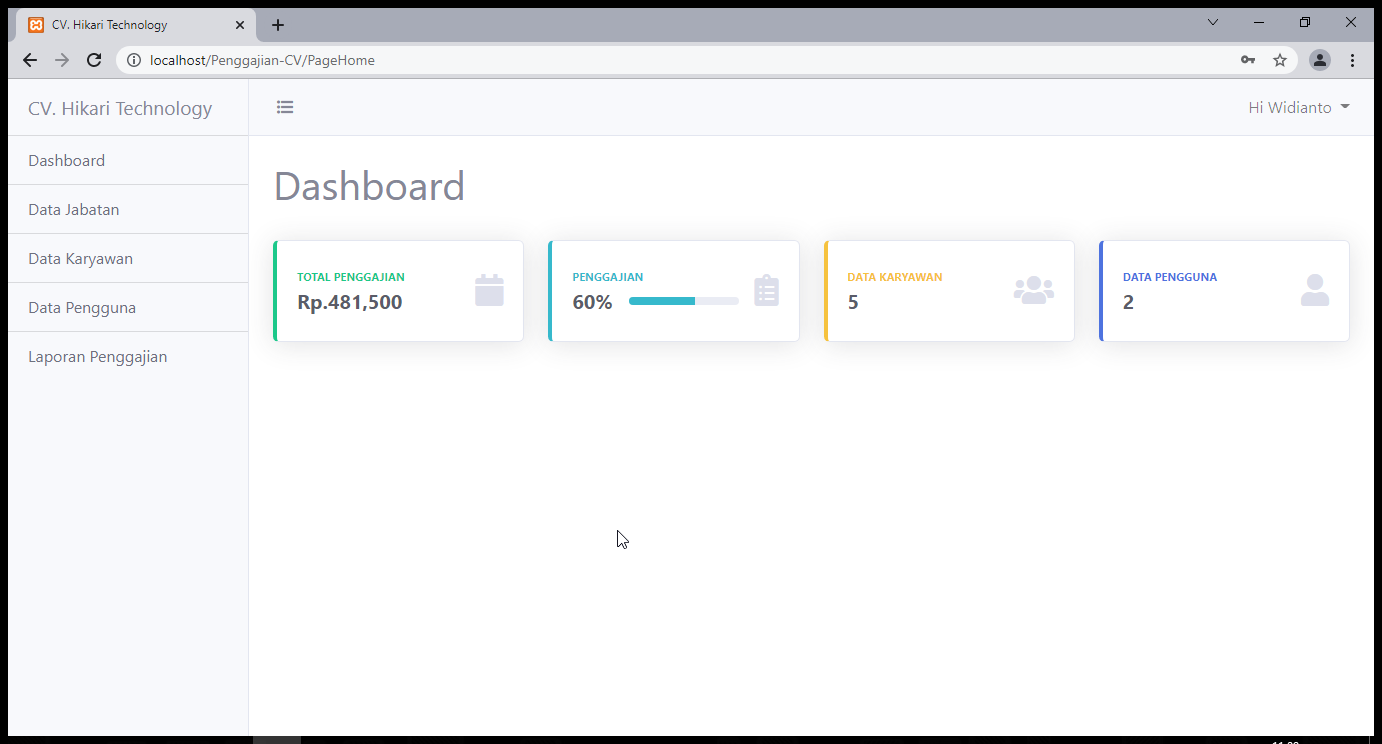 CV. Hikari Technology
localhost/Penggajian-CV/PageHome
CV. Hikari Technology
Hi Widianto
Dashboard
Data Jabatan
Data Karyawan
Data Pengguna
Laporan Penggajian
Dashboard
TOTAL PENGGAJIAN
Rp.481,500
PENGGAJIAN
60%
DATA KARYAWAN
5
DATA PENGGUNA
2